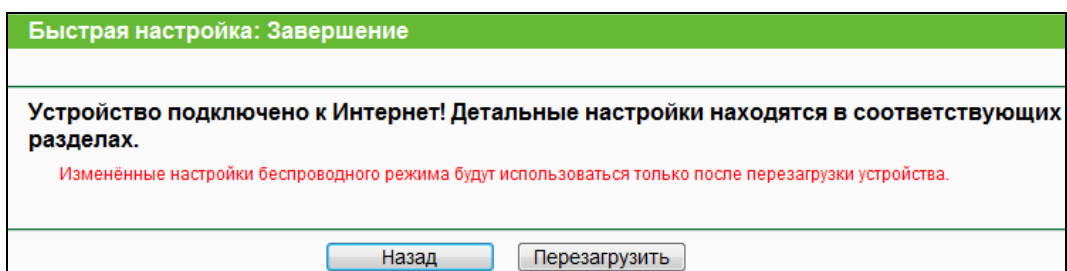 Быстрая настройка: Завершение
Устройство подключено к Интернет! Детальные настройки находятся в соответствующих
разделах.
Изменённые настройки беспроводного режима будут использоваться только после перезагрузки устройства.
Назад Перезагрузить